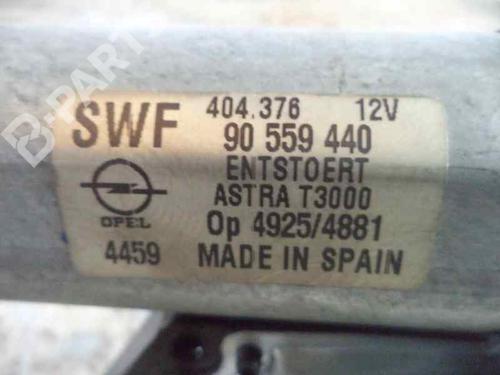 404.376 12V
SWF 90 559 440
ENTSTOERT
ASTRA T3000
OPEL Op 4925/4881
4459 MADE IN SPAIN
B-PARTS